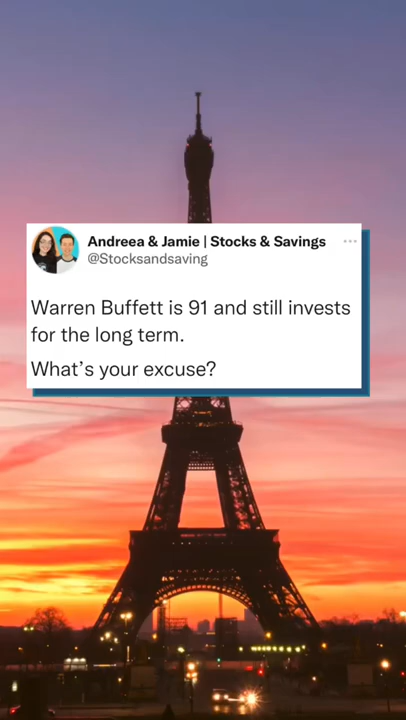 Andreea & Jamie | Stocks & Savings
@Stocksandsaving
Warren Buffett is 91 and still invests
for the long term.
What's your excuse?